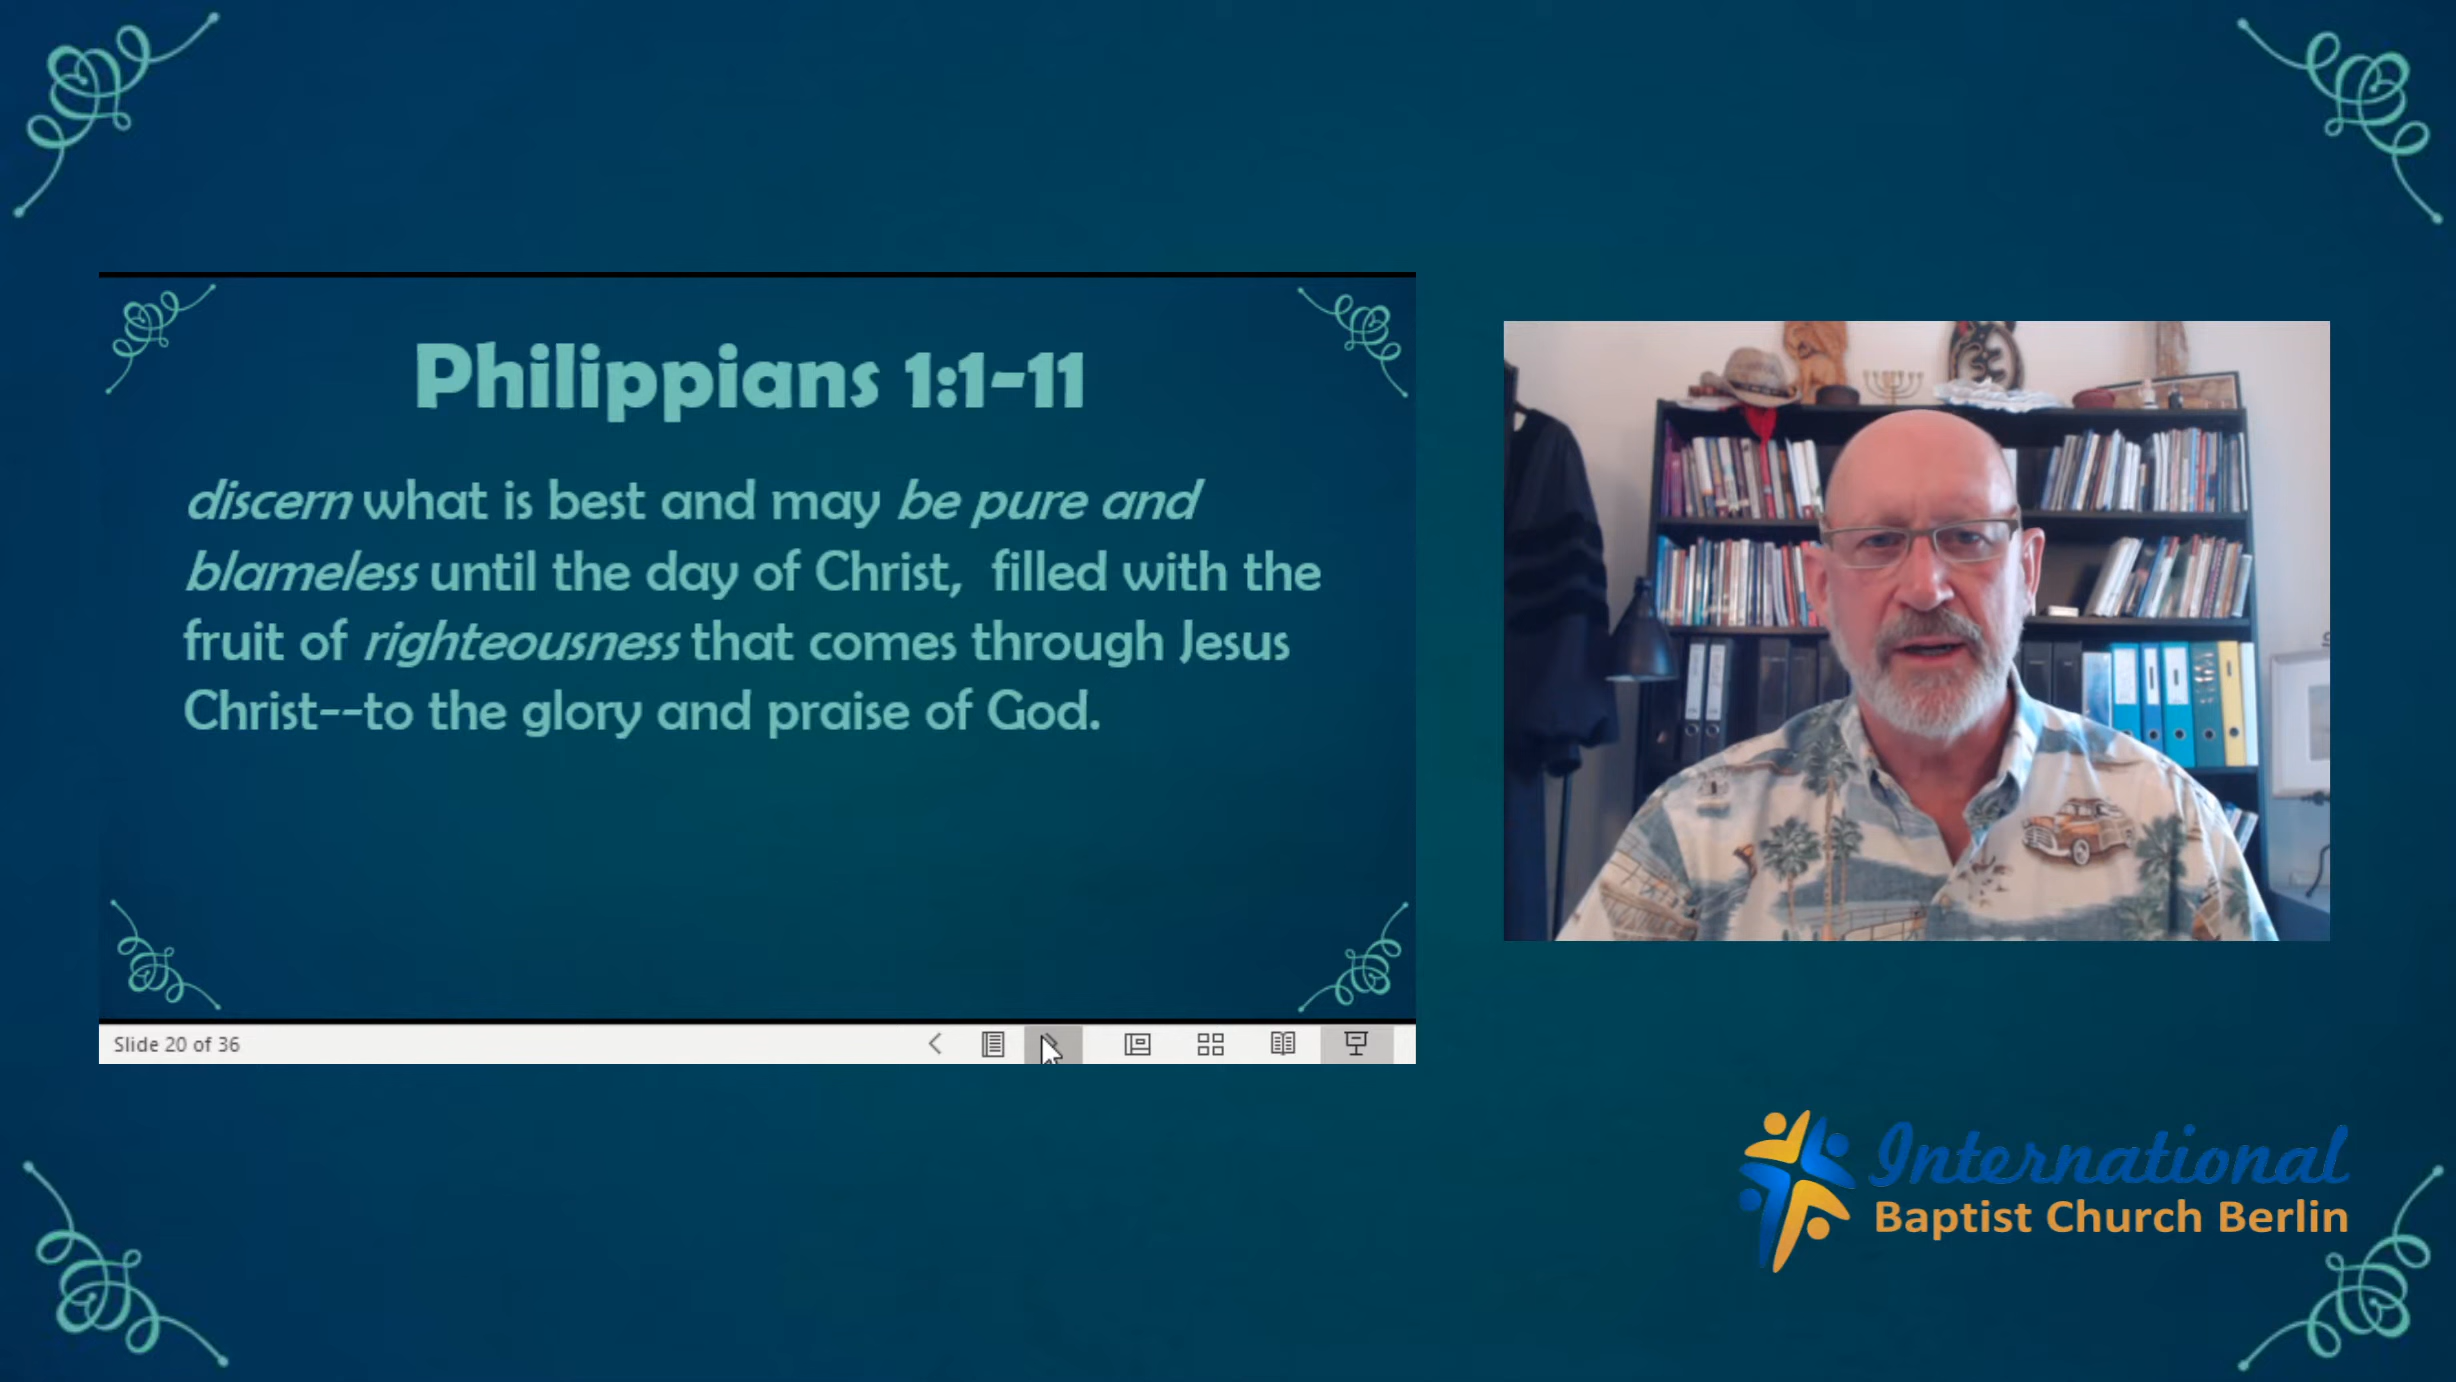 Philippians 1:1-11
discern what is best and may be pure and
blameless until the day of Christ,  filled with the
fruit of righteousness that comes through Jesus
Christ--to the glory and praise of God.
Slide 20 of 36
International
Baptist Church Berlin